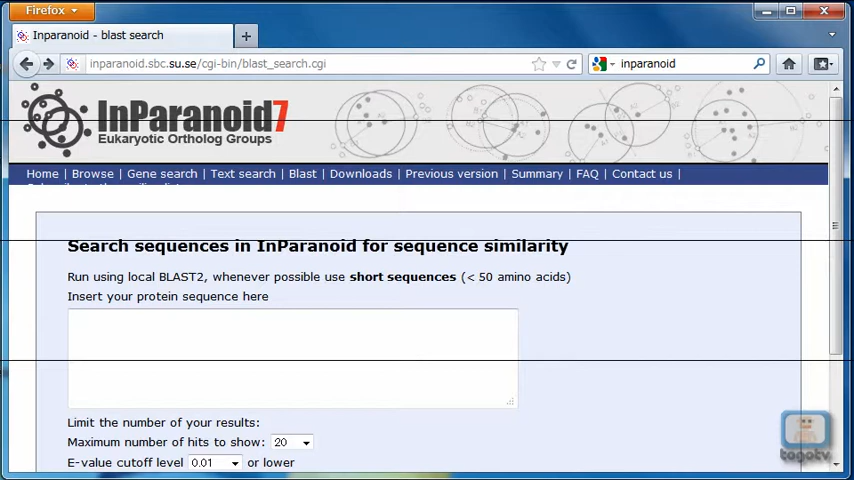 Firefox
Inparanoid - blast search
inparanoid.sbc.su.se/cgi-bin/blast_search.cgi
inparanoid
InParanoid7
Eukaryotic Ortholog Groups
Home | Browse | Gene search | Text search | Blast | Downloads | Previous version | Summary | FAQ | Contact us |
Search sequences in InParanoid for sequence similarity
Run using local BLAST2, whenever possible use short sequences (< 50 amino acids)
Insert your protein sequence here
Limit the number of your results:
Maximum number of hits to show: 20
E-value cutoff level 0.01 or lower
togotv